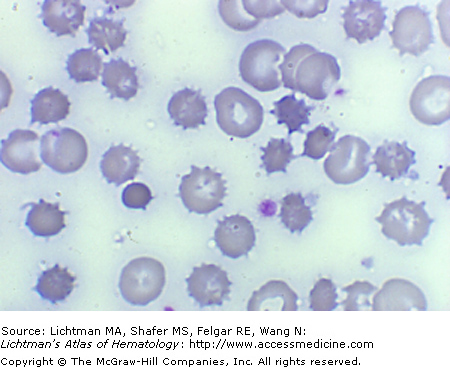 Source: Lichtman MA, Shafer MS, Felgar RE, Wang N:
Lichtman's Atlas of Hematology: http://www.accessmedicine.com
Copyright © The McGraw-Hill Companies, Inc. All rights reserved.